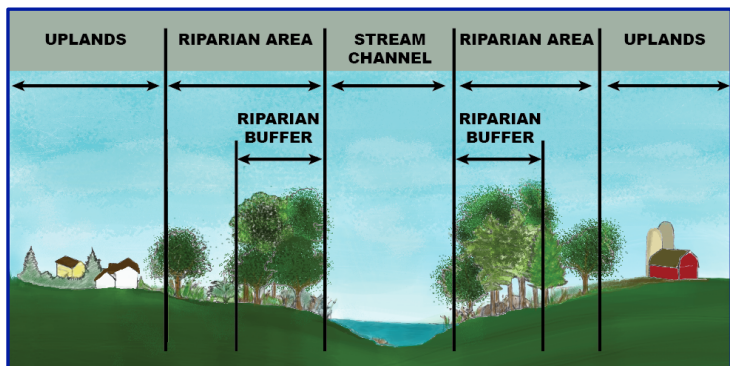 UPLANDS
RIPARIAN AREA
STREAM
CHANNEL
RIPARIAN AREA
UPLANDS
RIPARIAN
BUFFER
RIPARIAN
BUFFER